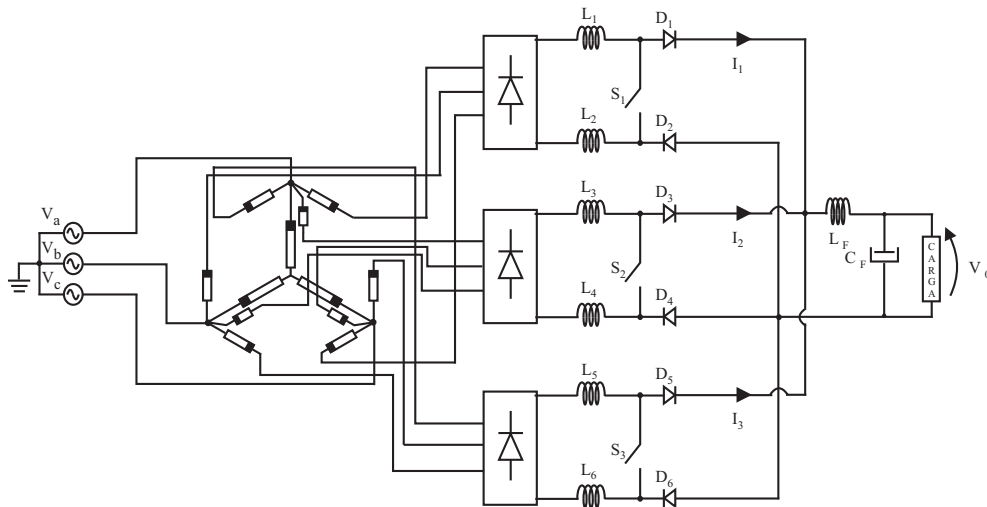 L1
D1
I1
S1
L2
D2
L3
D3
I2
S2
L4
D4
L5
D5
I3
S3
L6
D6
Va
Vb
Vc
LF
CF
CARGA